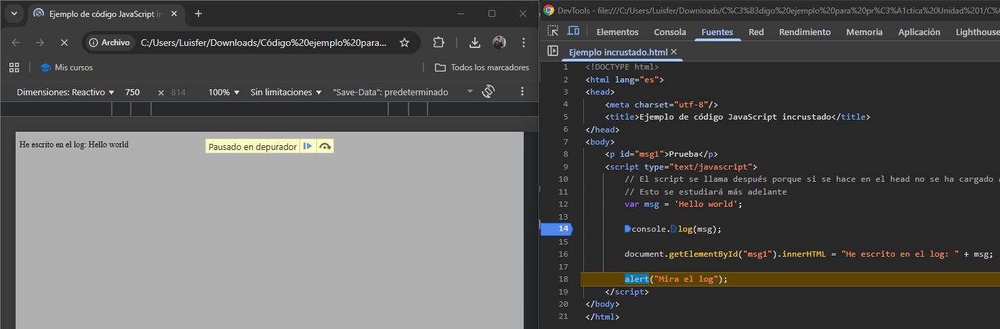 Ejemplo de código JavaScript in
Archivo C:/Users/Luisfer/Downloads/Código%20ejemplo%20para...
Mis cursos
Todos los marcadores
Dimensiones: Reactivo 750 × 814 100% Sin limitaciones "Save-Data": predeterminado
He escrito en el log: Hello world
Pausado en depurador
DevTools - file:///C:/Users/Luisfer/Downloads/C%C3%B3digo%20ejemplo%20para%20pr%C3%A1ctica%20Unidad%201/C%
Elementos Consola Fuentes Red Rendimiento Memoria Aplicación Lighthouse
Ejemplo incrustado.html
1 <!DOCTYPE html>
2 <html lang="es">
3 <head>
4 <meta charset="utf-8"/>
5 <title>Ejemplo de código JavaScript incrustado</title>
6 </head>
7 <body>
8 <p id="msg1">Prueba</p>
9 <script type="text/javascript">
10 // El script se llama después porque si se hace en el head no se ha cargado a
11 // Esto se estudiará más adelante
12 var msg = 'Hello world';
13
14 console.log(msg);
15
16 document.getElementById("msg1").innerHTML = "He escrito en el log: " + msg;
17
18 alert("Mira el log");
19 </script>
20 </body>
21 </html>